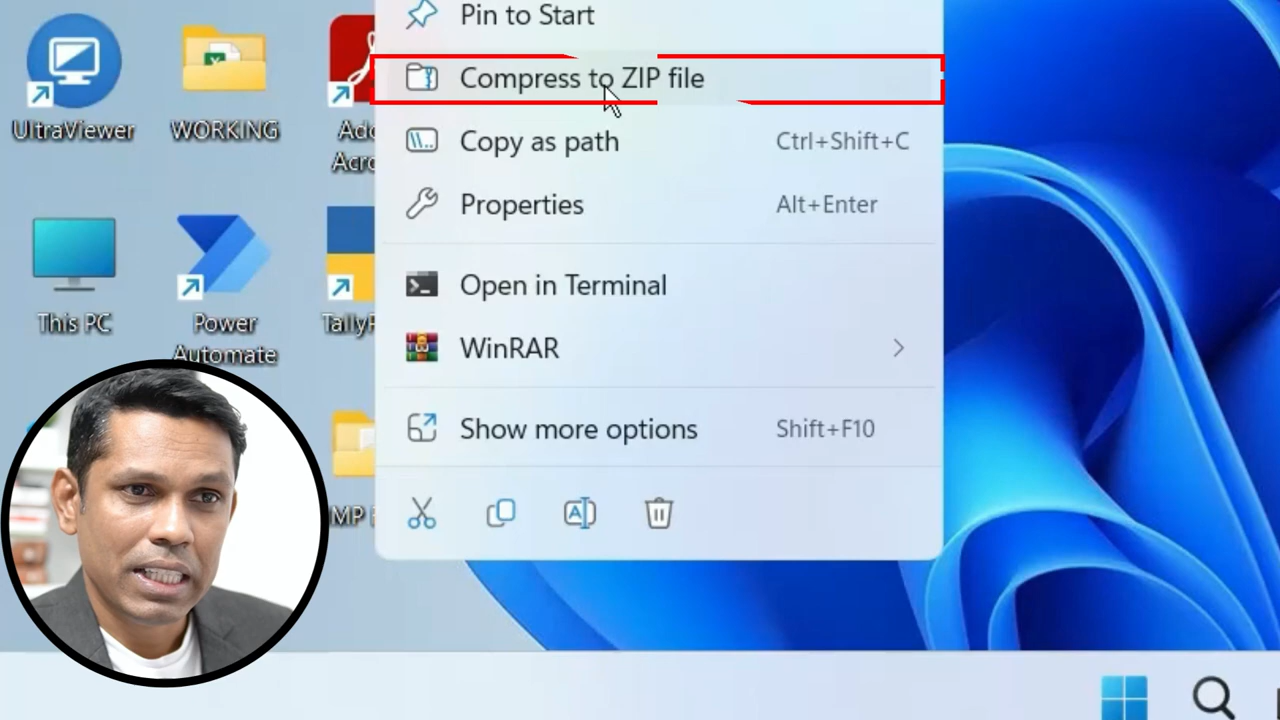 Pin to Start
Compress to ZIP file
Copy as path Ctrl+Shift+C
Properties Alt+Enter
Open in Terminal
WinRAR
Show more options Shift+F10
UltraViewer
WORKING
This PC
Power
Automate
MP